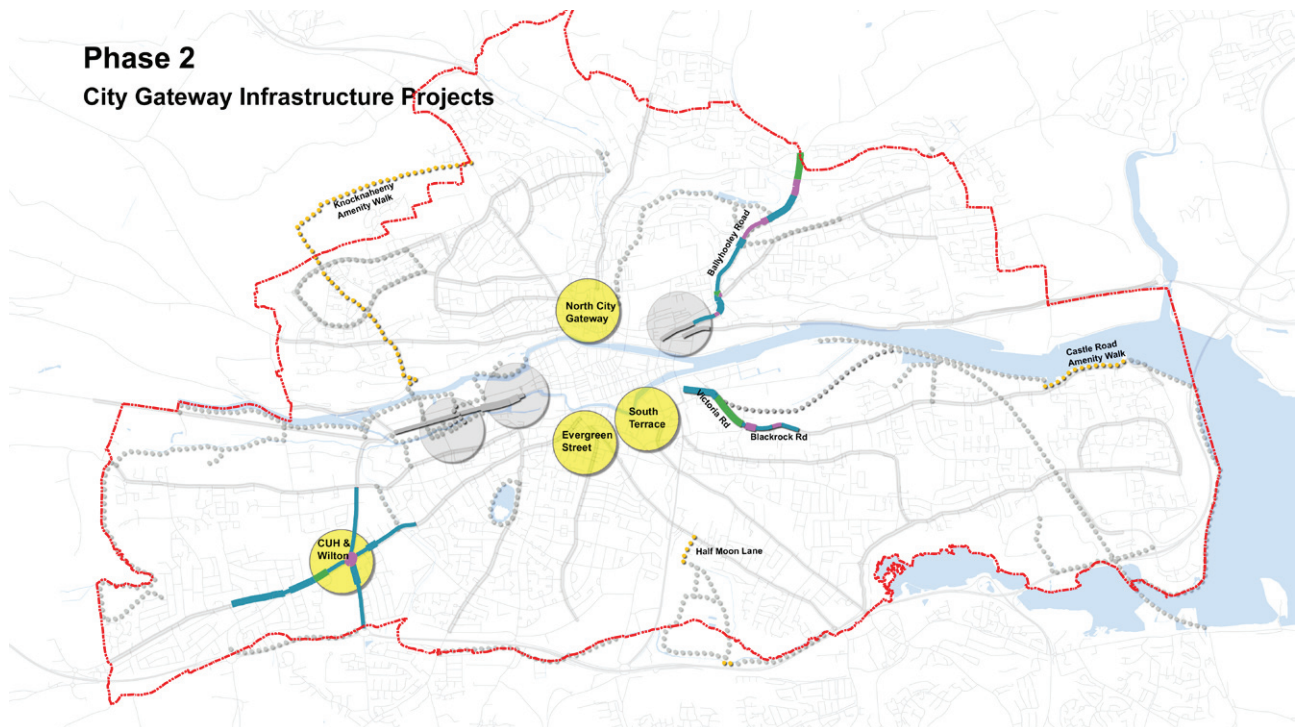 Phase 2
City Gateway Infrastructure Projects
Knocknaheeny
Amenity Walk
Ballyhooley Road
North City
Gateway
Castle Road
Amenity Walk
Victoria Rd
South
Terrace
Blackrock Rd
Evergreen
Street
CUH &
Wilton
Half Moon Lane